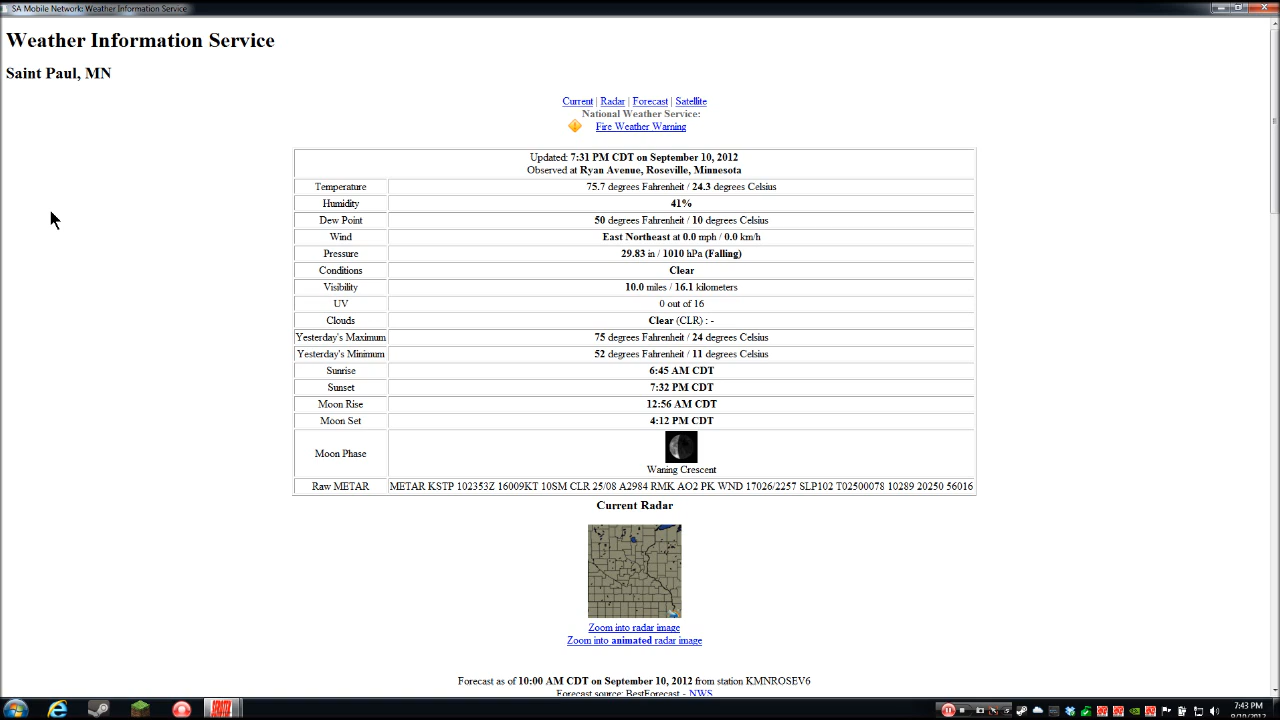 SA Mobile Network: Weather Information Service
Weather Information Service
Saint Paul, MN
Current | Radar | Forecast | Satellite
National Weather Service:
Fire Weather Warning
Updated: 7:31 PM CDT on September 10, 2012
Observed at Ryan Avenue, Roseville, Minnesota
Temperature 75.7 degrees Fahrenheit / 24.3 degrees Celsius
Humidity 41%
Dew Point 50 degrees Fahrenheit / 10 degrees Celsius
Wind East Northeast at 0.0 mph / 0.0 km/h
Pressure 29.83 in / 1010 hPa (Falling)
Conditions Clear
Visibility 10.0 miles / 16.1 kilometers
UV 0 out of 16
Clouds Clear (CLR) : -
Yesterday's Maximum 75 degrees Fahrenheit / 24 degrees Celsius
Yesterday's Minimum 52 degrees Fahrenheit / 11 degrees Celsius
Sunrise 6:45 AM CDT
Sunset 7:32 PM CDT
Moon Rise 12:56 AM CDT
Moon Set 4:12 PM CDT
Moon Phase
Waning Crescent
Raw METAR METAR KSTP 102353Z 16009KT 10SM CLR 25/08 A2984 RMK AO2 PK WND 17026/2257 SLP102 T02500078 10289 20250 56016
Current Radar
Zoom into radar image
Zoom into animated radar image
Forecast as of 10:00 AM CDT on September 10, 2012 from station KMNROSEV6
Forecast source: BestForecast - NWS
7:43 PM
9/10/2012